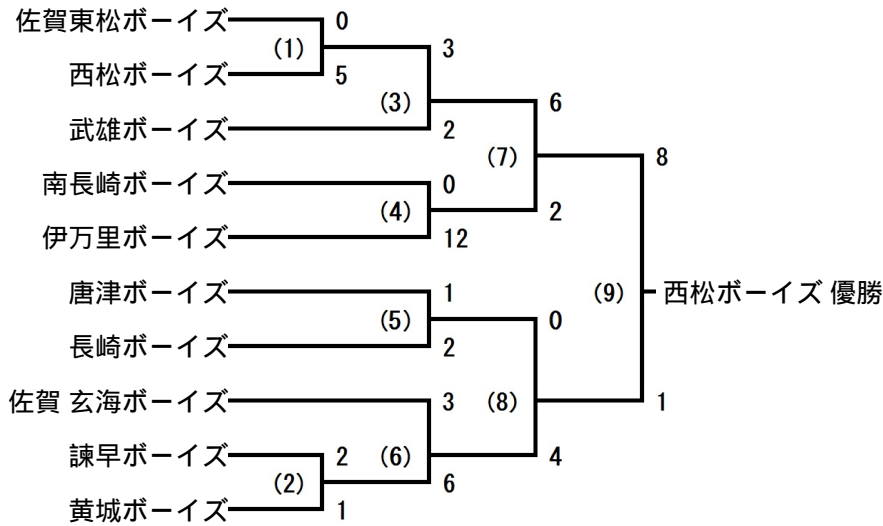 佐賀東松ボーイズ 0
(1) 3
西松ボーイズ 5
(3) 6
武雄ボーイズ 2
(7) 8
南長崎ボーイズ 0
(4) 2
伊万里ボーイズ 12
唐津ボーイズ 1
(9) 西松ボーイズ 優勝
(5) 0
長崎ボーイズ 2
佐賀 玄海ボーイズ 3 (8) 1
諫早ボーイズ 2 (6) 4
(2) 6
黄城ボーイズ 1